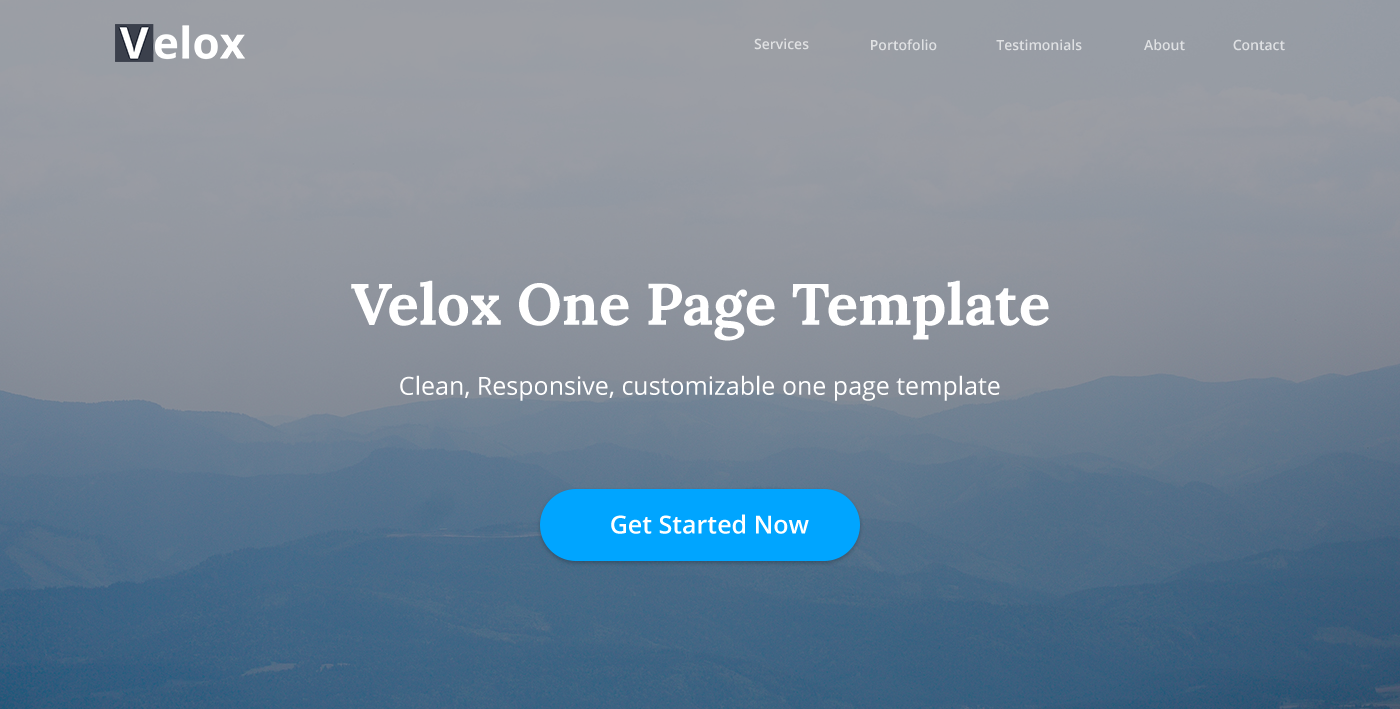 Velox
Services Portofolio Testimonials About Contact
Velox One Page Template
Clean, Responsive, customizable one page template
Get Started Now